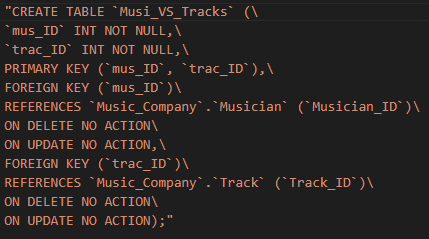 "CREATE TABLE `Musi_VS_Tracks` (\
`mus_ID` INT NOT NULL,\
`trac_ID` INT NOT NULL,\
PRIMARY KEY (`mus_ID`, `trac_ID`),\
FOREIGN KEY (`mus_ID`)\
REFERENCES `Music_Company`.`Musician` (`Musician_ID`)\
ON DELETE NO ACTION\
ON UPDATE NO ACTION,\
FOREIGN KEY (`trac_ID`)\
REFERENCES `Music_Company`.`Track` (`Track_ID`)\
ON DELETE NO ACTION\
ON UPDATE NO ACTION);"